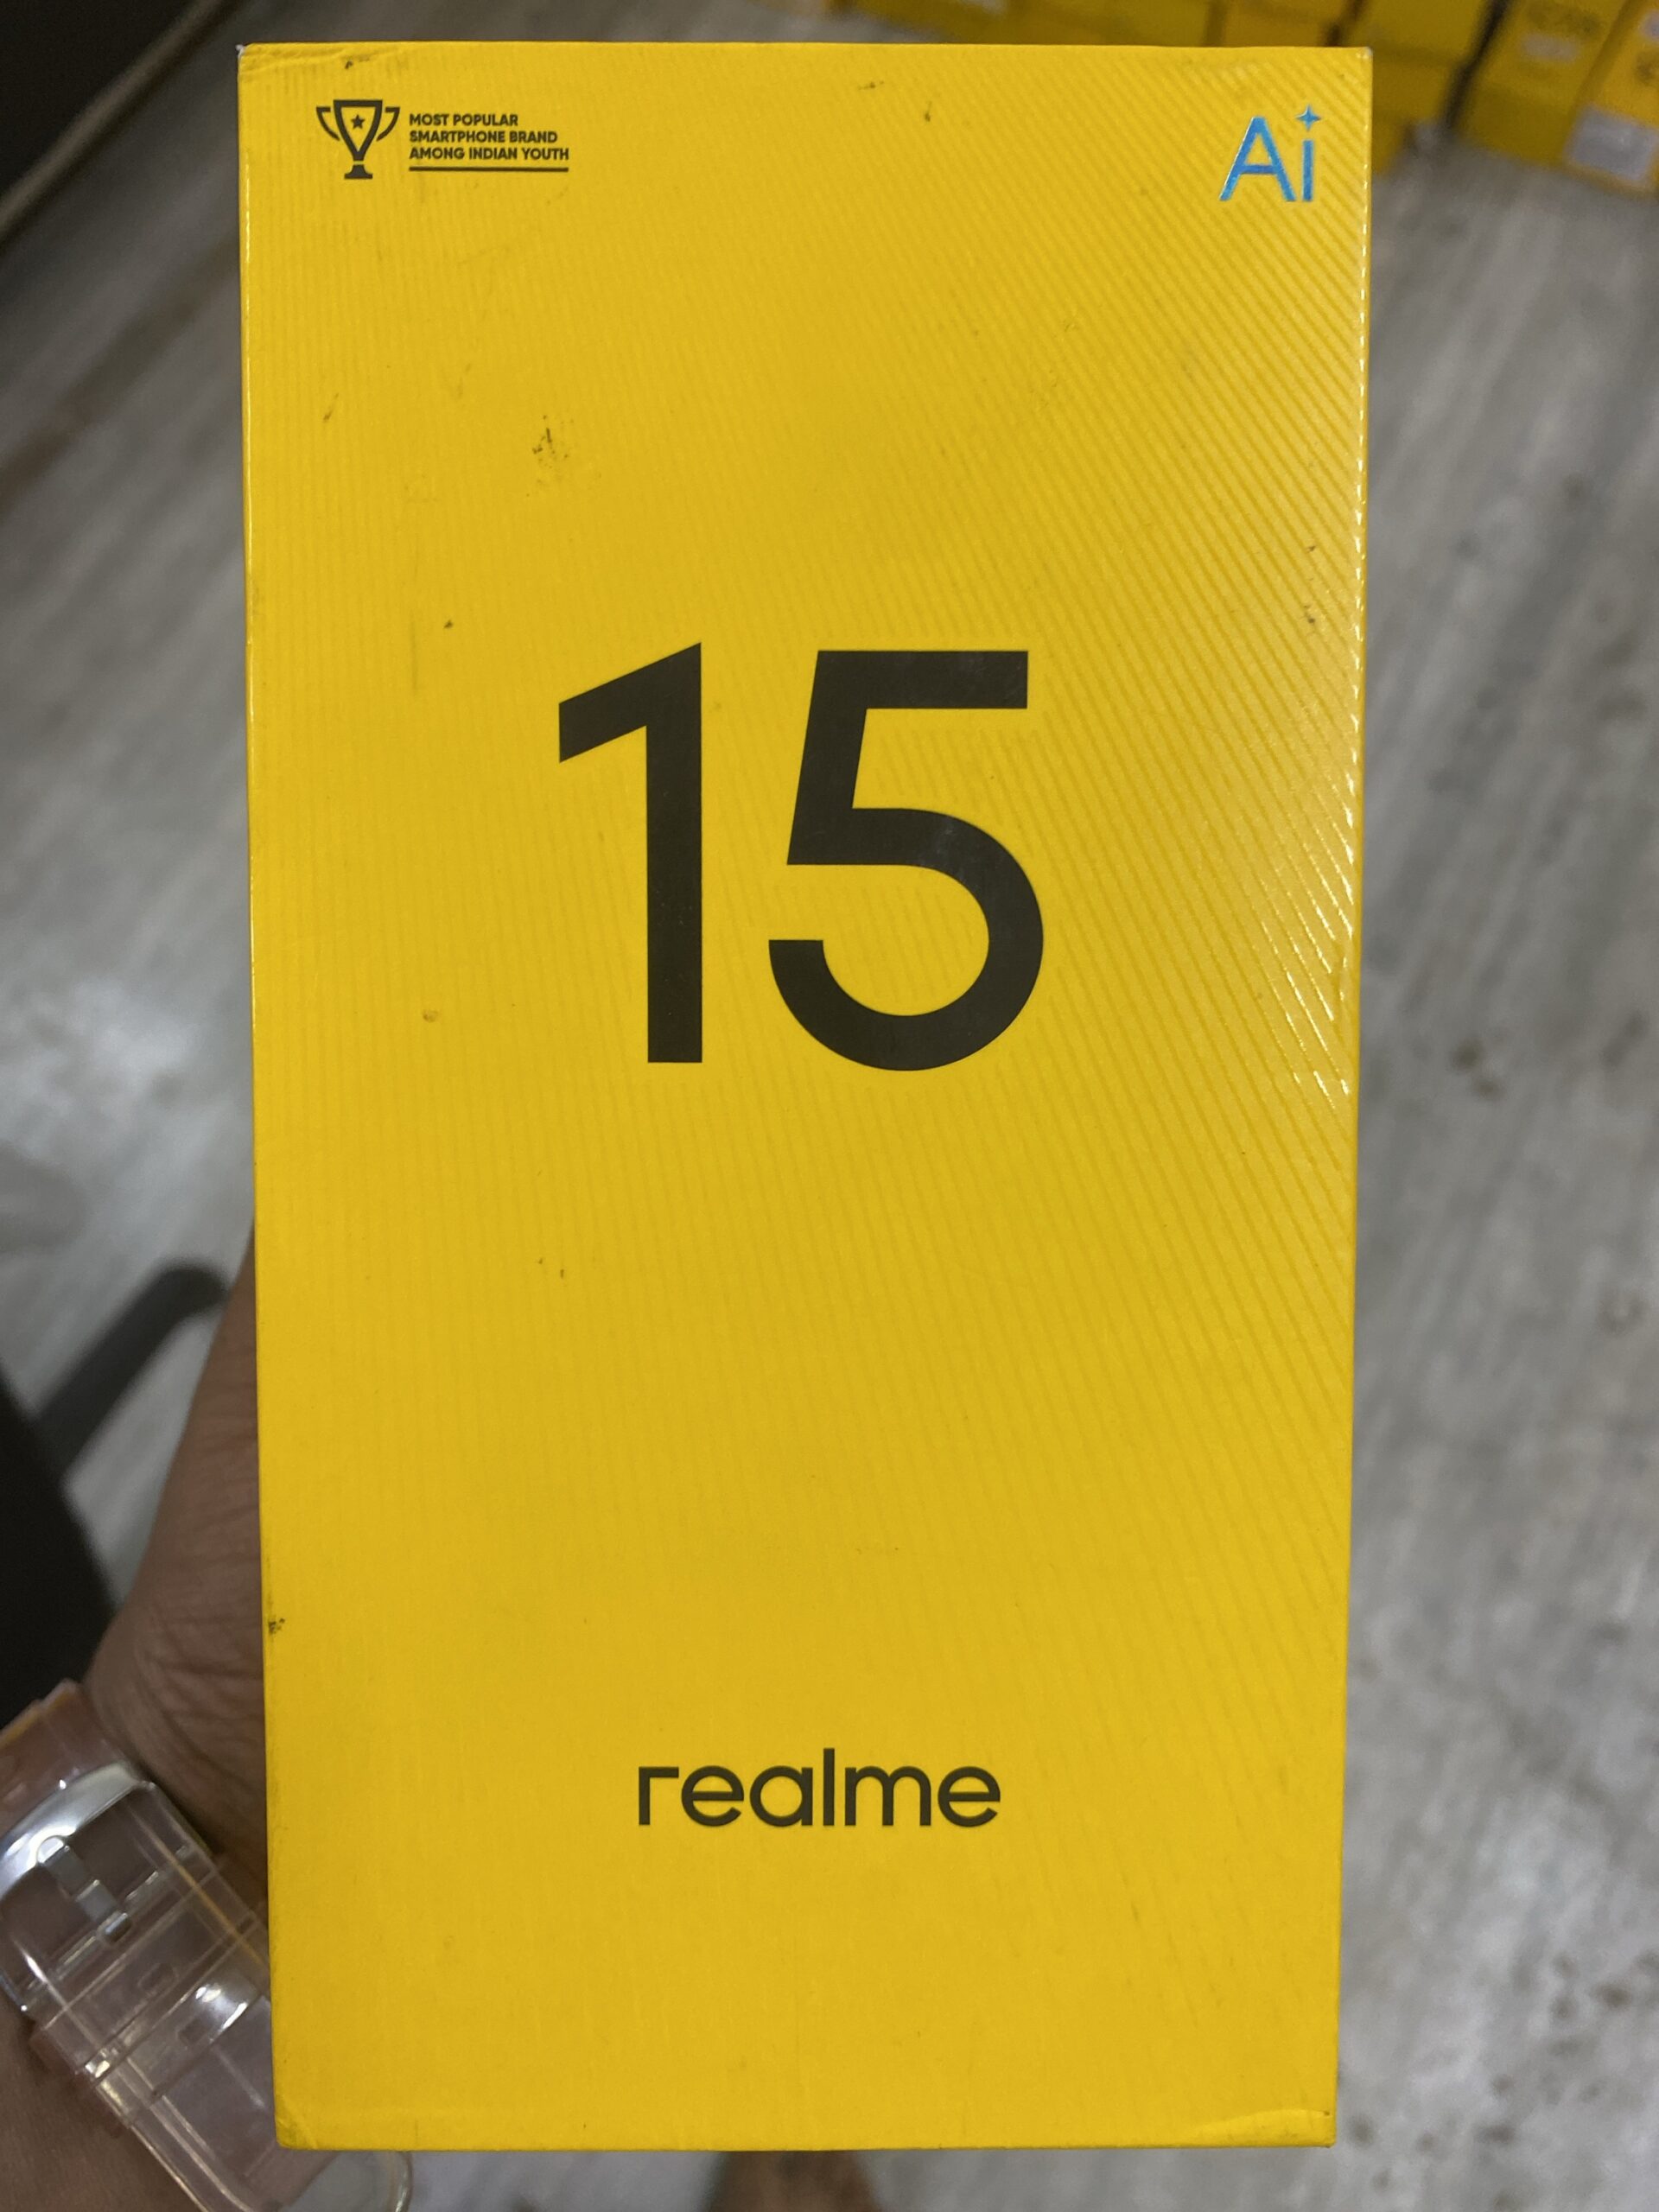 MOST POPULAR
SMARTPHONE BRAND
AMONG INDIAN YOUTH
Ai
15
realme